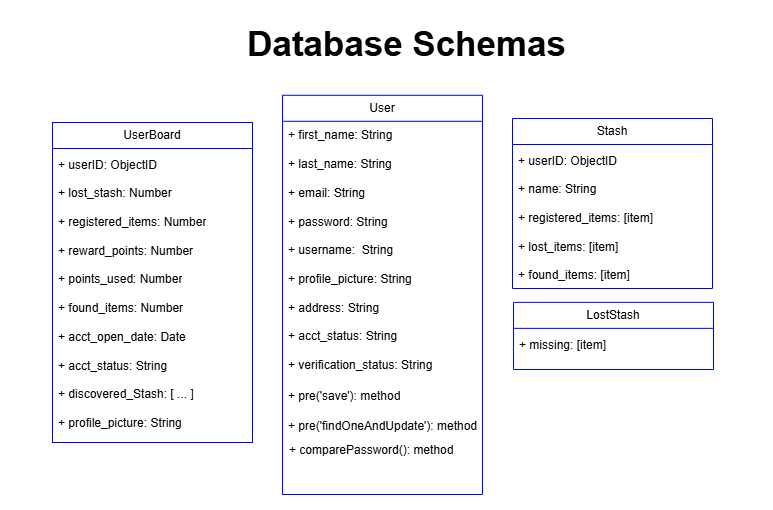 Database Schemas
UserBoard
+ userID: ObjectID
+ lost_stash: Number
+ registered_items: Number
+ reward_points: Number
+ points_used: Number
+ found_items: Number
+ acct_open_date: Date
+ acct_status: String
+ discovered_Stash: [ ... ]
+ profile_picture: String
User
+ first_name: String
+ last_name: String
+ email: String
+ password: String
+ username:  String
+ profile_picture: String
+ address: String
+ acct_status: String
+ verification_status: String
+ pre('save'): method
+ pre('findOneAndUpdate'): method
+ comparePassword(): method
Stash
+ userID: ObjectID
+ name: String
+ registered_items: [item]
+ lost_items: [item]
+ found_items: [item]
LostStash
+ missing: [item]